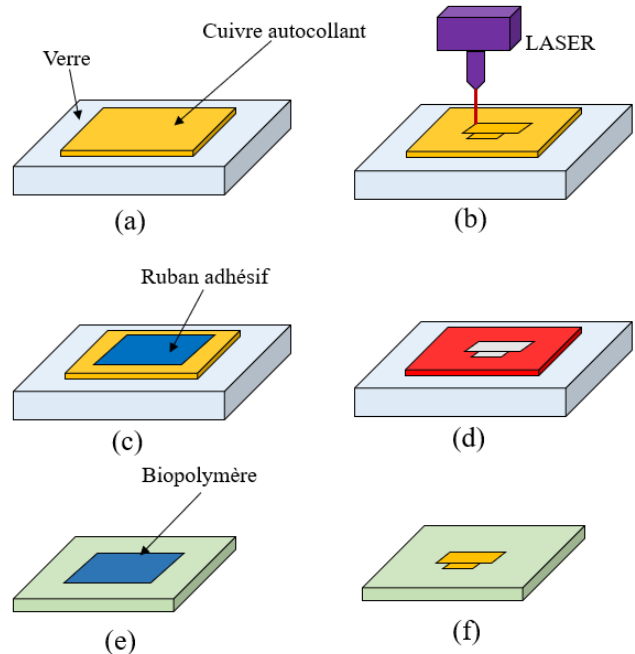 Cuivre autocollant
Verre
LASER
(a)
(b)
Ruban adhésif
(c)
(d)
Biopolymère
(e)
(f)